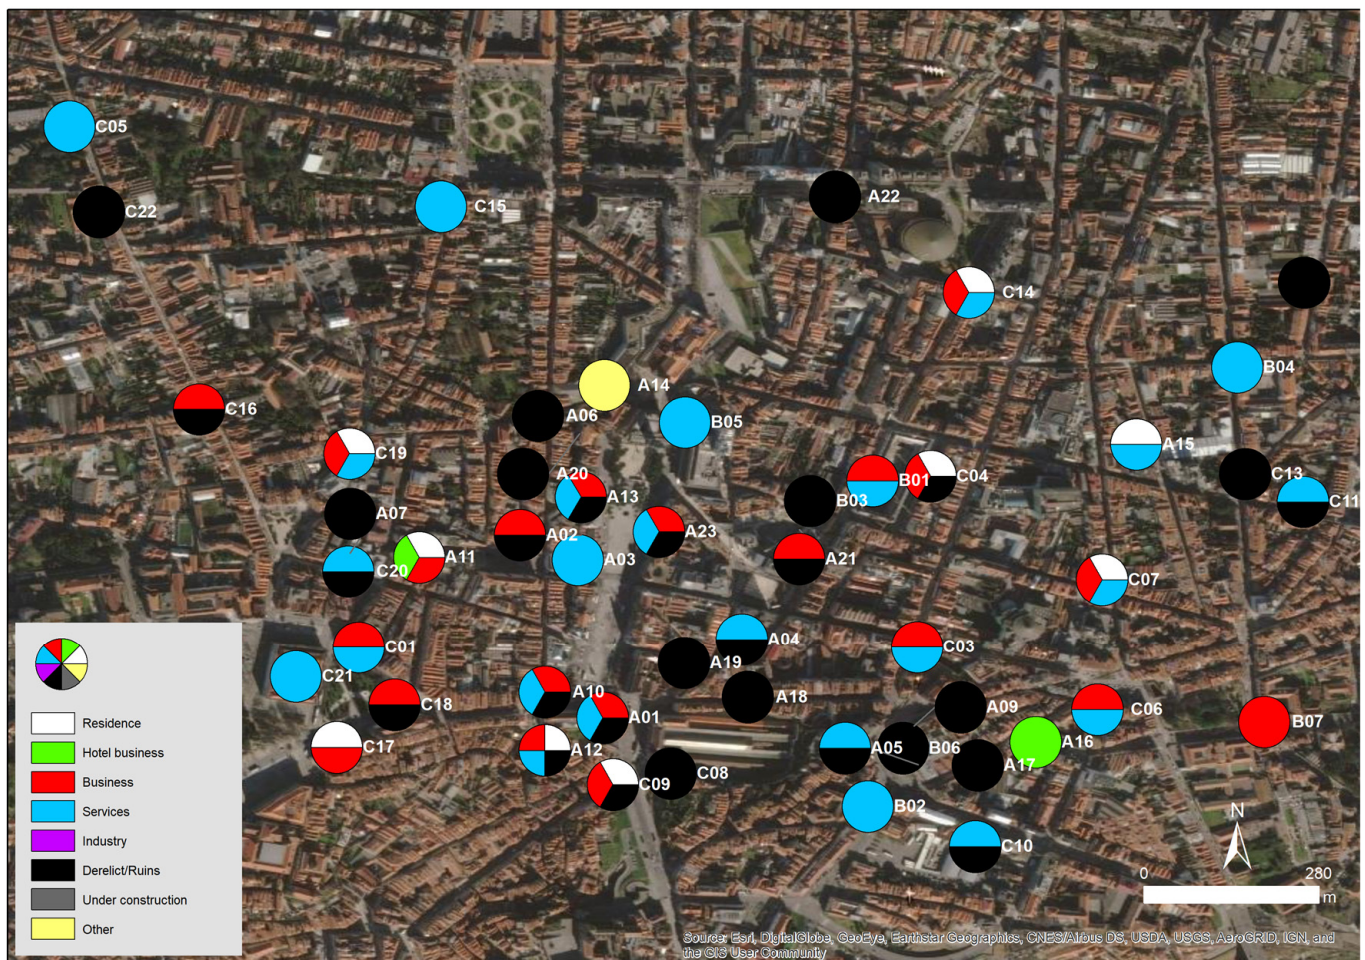 C05
C22
C15
A22
C14
B04
A14
C16
A06
B05
A15
C19
A20
B01
C04
C13
A13
B03
C11
A07
A02
A23
A11
A03
A21
C20
C07
C01
A04
C03
A19
C21
A10
A18
C18
A09
C06
A01
B07
C17
A12
A05
B06
A16
A17
C08
C09
B02
C10
Residence
Hotel business
Business
Services
Industry
Derelict/Ruins
Under construction
Other
N
0 280
m
Source: Esri, DigitalGlobe, GeoEye, Earthstar Geographics, CNES/Airbus DS, USDA, USGS, AeroGRID, IGN, and
the GIS User Community